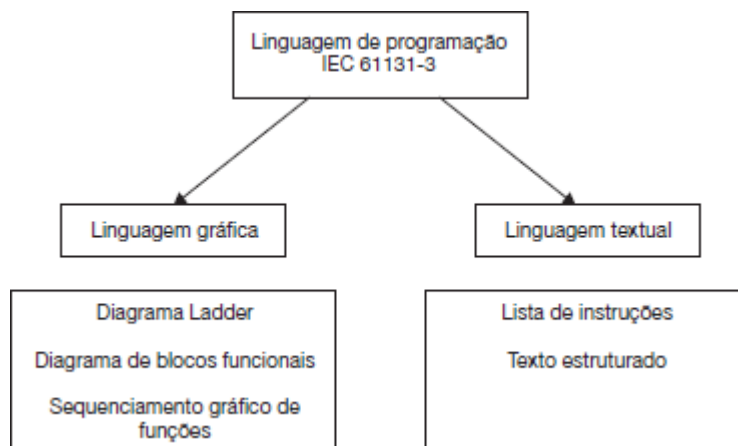 Linguagem de programação
IEC 61131-3
Linguagem gráfica
Linguagem textual
Diagrama Ladder
Diagrama de blocos funcionais
Sequenciamento gráfico de
funções
Lista de instruções
Texto estruturado